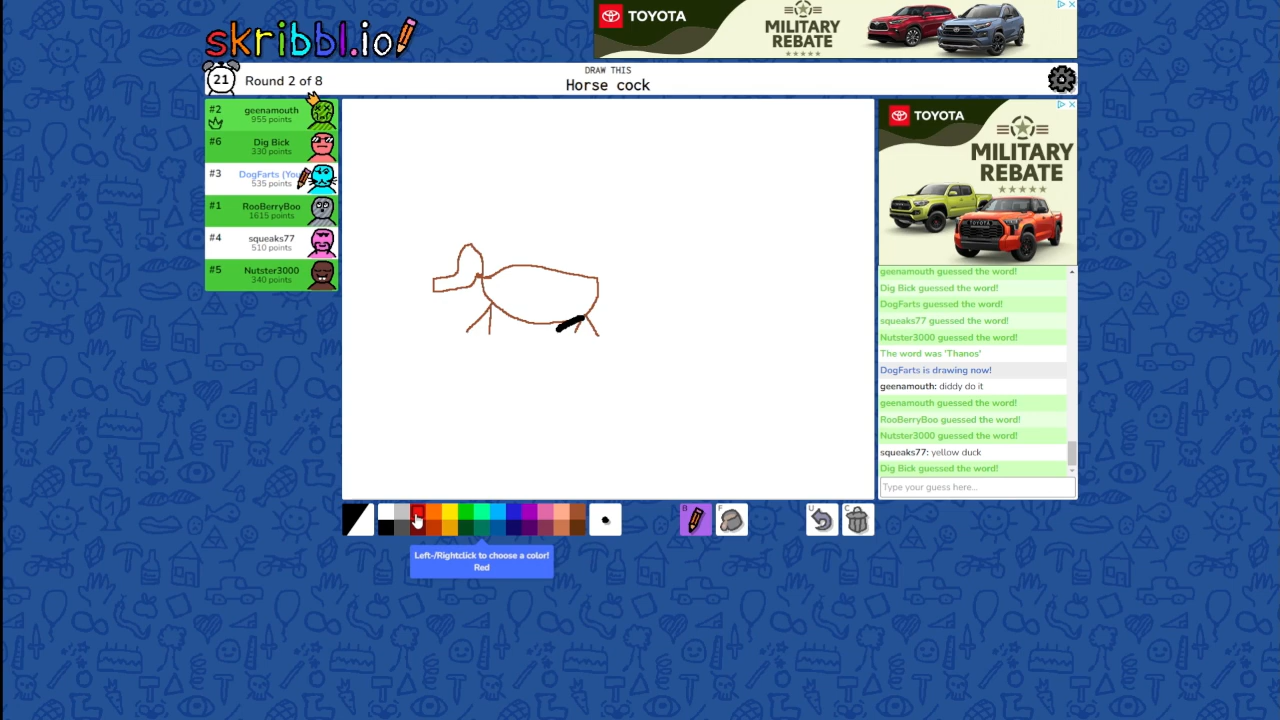 skribbl.io
TOYOTA
MILITARY
REBATE
21
Round 2 of 8
DRAW THIS
Horse cock
#2
geenamouth
955 points
#6
Dig Bick
330 points
#3
DogFarts (You
535 points
#1
RooBerryBoo
1615 points
#4
squeaks77
510 points
#5
Nutster3000
340 points
TOYOTA
MILITARY
REBATE
geenamouth guessed the word!
Dig Bick guessed the word!
DogFarts guessed the word!
squeaks77 guessed the word!
Nutster3000 guessed the word!
The word was 'Thanos'
DogFarts is drawing now!
geenamouth: diddy do it
geenamouth guessed the word!
RooBerryBoo guessed the word!
Nutster3000 guessed the word!
squeaks77: yellow duck
Dig Bick guessed the word!
Type your guess here...
B
F
U
C
Left-/Rightclick to choose a color!
Red